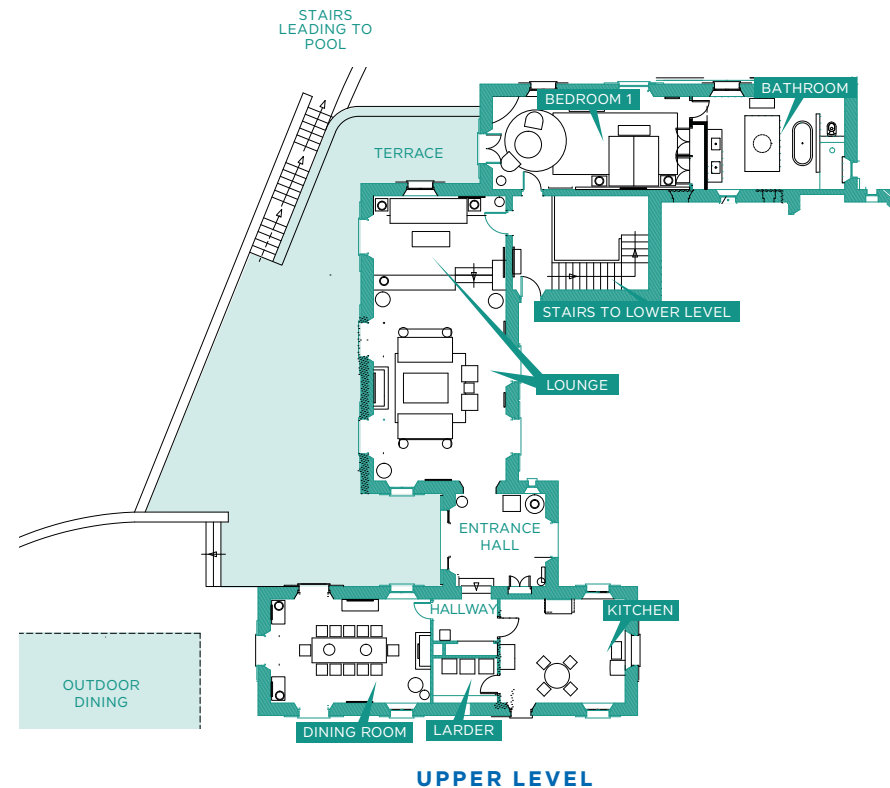 STAIRS
LEADING TO
POOL
BATHROOM
BEDROOM 1
TERRACE
STAIRS TO LOWER LEVEL
LOUNGE
ENTRANCE
HALL
HALLWAY
KITCHEN
OUTDOOR
DINING
DINING ROOM
LARDER
UPPER LEVEL